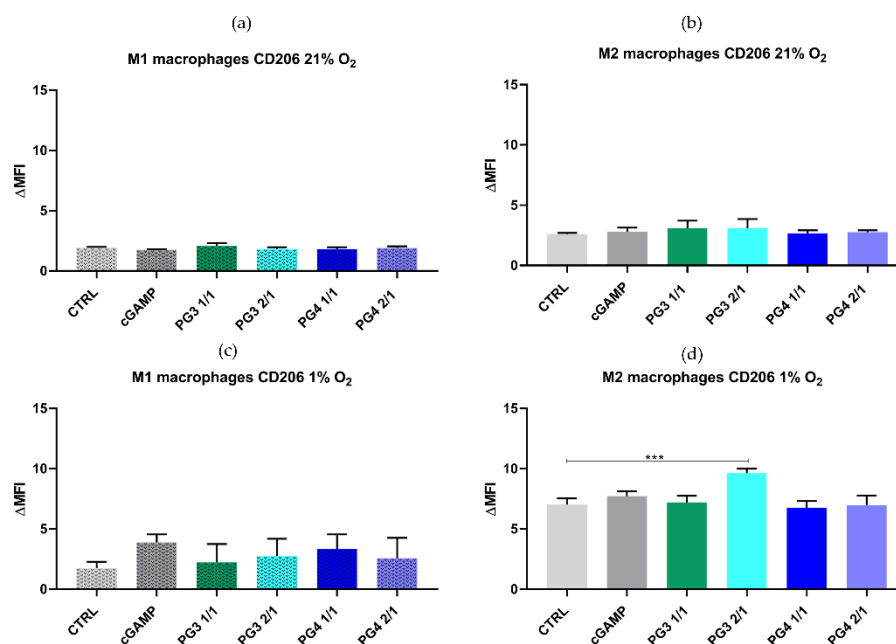 (a)
M1 macrophages CD206 21% O₂
15
10
5
0
ΔMFI
CTRL
cGAMP
PG3 1/1
PG3 2/1
PG4 1/1
PG4 2/1
(b)
M2 macrophages CD206 21% O₂
15
10
5
0
ΔMFI
CTRL
cGAMP
PG3 1/1
PG3 2/1
PG4 1/1
PG4 2/1
(c)
M1 macrophages CD206 1% O₂
15
10
5
0
ΔMFI
CTRL
cGAMP
PG3 1/1
PG3 2/1
PG4 1/1
PG4 2/1
(d)
M2 macrophages CD206 1% O₂
15
10
5
0
ΔMFI
***
CTRL
cGAMP
PG3 1/1
PG3 2/1
PG4 1/1
PG4 2/1